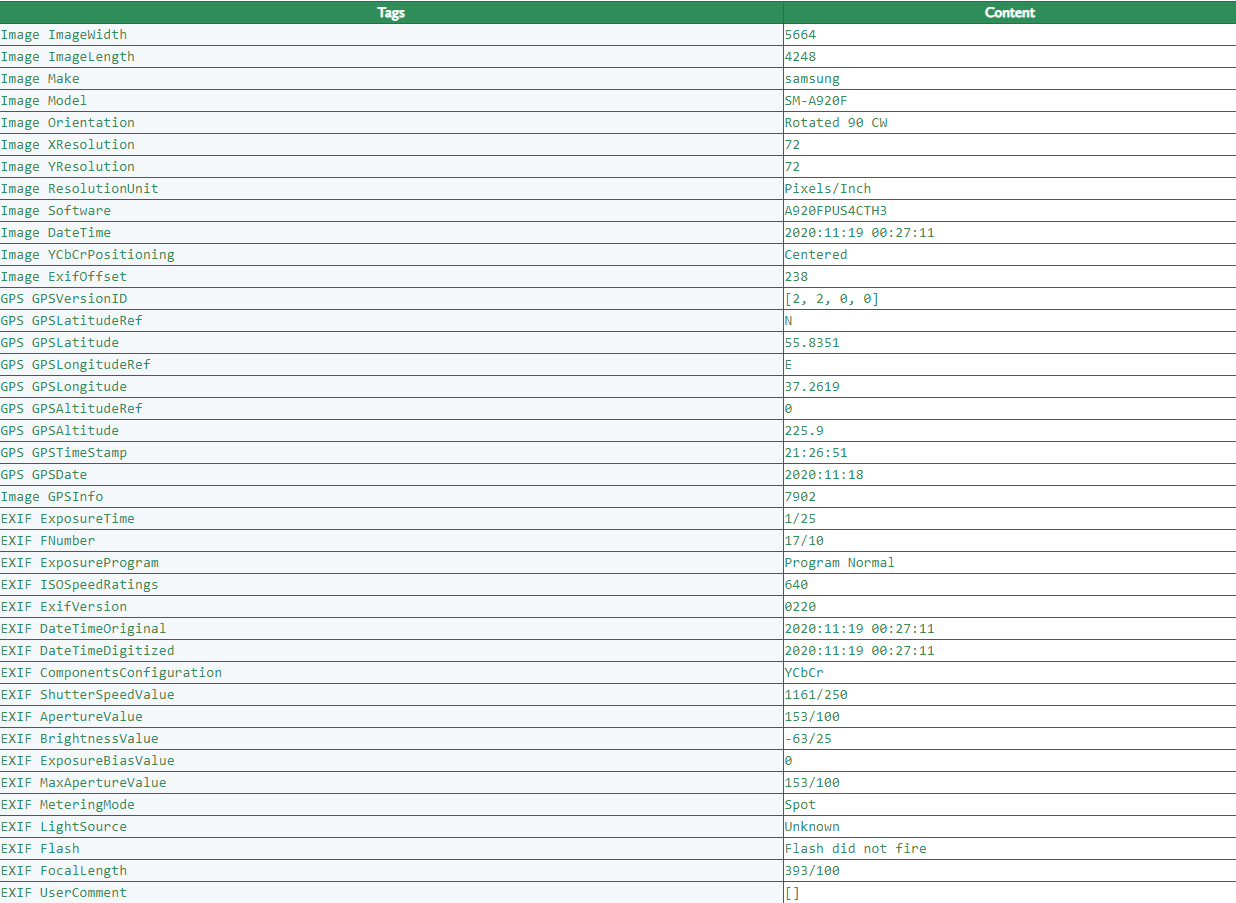 Tags Content
Image ImageWidth 5664
Image ImageLength 4248
Image Make samsung
Image Model SM-A920F
Image Orientation Rotated 90 CW
Image XResolution 72
Image YResolution 72
Image ResolutionUnit Pixels/Inch
Image Software A920FPUS4CTH3
Image DateTime 2020:11:19 00:27:11
Image YCbCrPositioning Centered
Image ExifOffset 238
GPS GPSVersionID [2, 2, 0, 0]
GPS GPSLatitudeRef N
GPS GPSLatitude 55.8351
GPS GPSLongitudeRef E
GPS GPSLongitude 37.2619
GPS GPSAltitudeRef 0
GPS GPSAltitude 225.9
GPS GPSTimeStamp 21:26:51
GPS GPSDate 2020:11:18
Image GPSInfo 7902
EXIF ExposureTime 1/25
EXIF FNumber 17/10
EXIF ExposureProgram Program Normal
EXIF ISOSpeedRatings 640
EXIF ExifVersion 0220
EXIF DateTimeOriginal 2020:11:19 00:27:11
EXIF DateTimeDigitized 2020:11:19 00:27:11
EXIF ComponentsConfiguration YCbCr
EXIF ShutterSpeedValue 1161/250
EXIF ApertureValue 153/100
EXIF BrightnessValue -63/25
EXIF ExposureBiasValue 0
EXIF MaxApertureValue 153/100
EXIF MeteringMode Spot
EXIF LightSource Unknown
EXIF Flash Flash did not fire
EXIF FocalLength 393/100
EXIF UserComment []